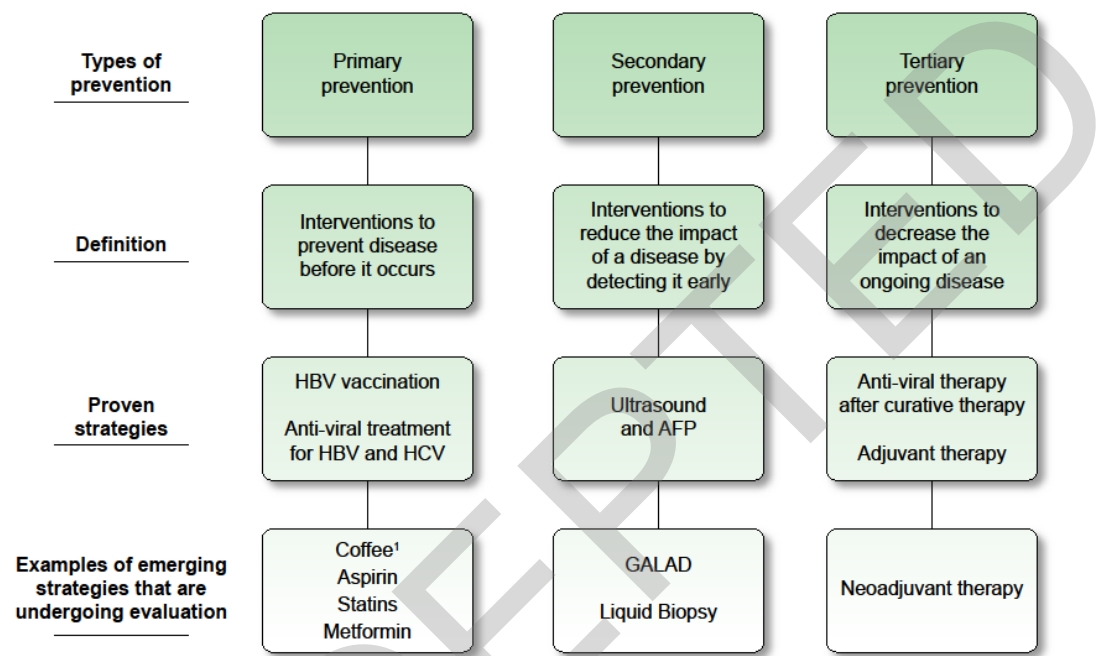 Types of
prevention
Primary
prevention
Secondary
prevention
Tertiary
prevention
Definition
Interventions to
prevent disease
before it occurs
Interventions to
reduce the impact
of a disease by
detecting it early
Interventions to
decrease the
impact of an
ongoing disease
Proven
strategies
HBV vaccination
Anti-viral treatment
for HBV and HCV
Ultrasound
and AFP
Anti-viral therapy
after curative therapy
Adjuvant therapy
Examples of emerging
strategies that are
undergoing evaluation
Coffee¹
Aspirin
Statins
Metformin
GALAD
Liquid Biopsy
Neoadjuvant therapy
EPTED